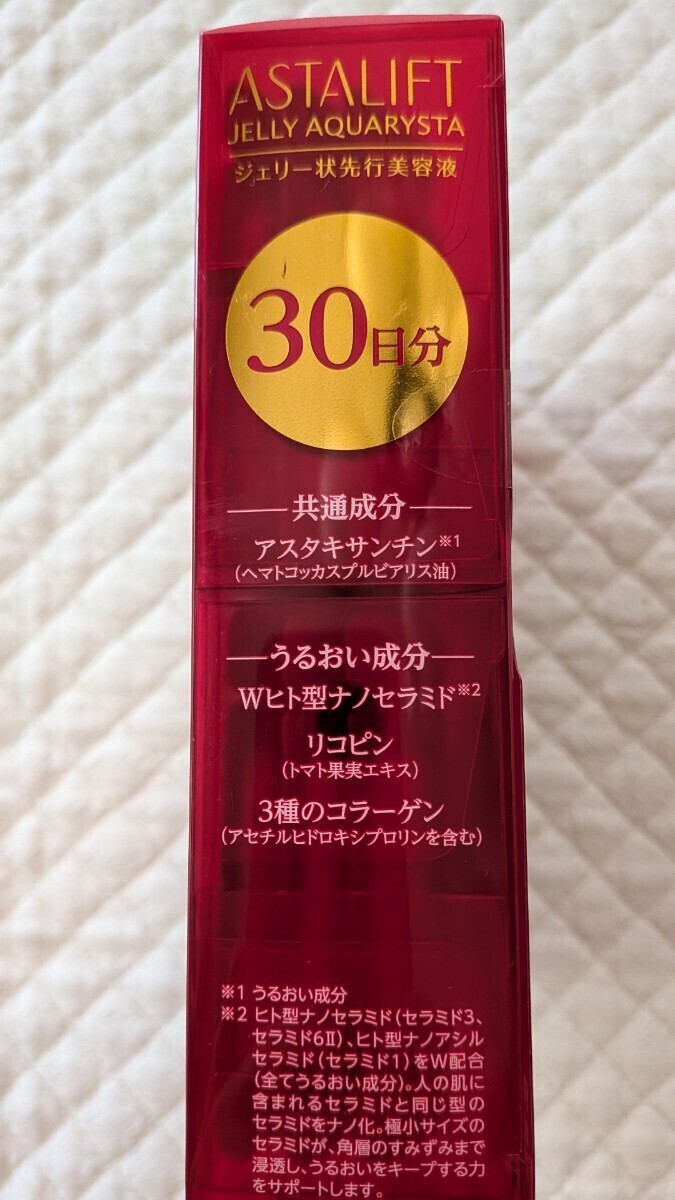 ASTALIFT
JELLY AQUARYSTA
ジェリー状先行美容液
30日分
共通成分
アスタキサンチン※1
(ヘマトコッカスプルビアリス油)
うるおい成分
Wヒト型ナノセラミド※2
リコピン
(トマト果実エキス)
3種のコラーゲン
(アセチルヒドロキシプロリンを含む)
※1 うるおい成分
※2 ヒト型ナノセラミド(セラミド3、
セラミド6Ⅱ)、ヒト型ナノアシル
セラミド(セラミド1)をW配合
(全てうるおい成分)。人の肌に
含まれるセラミドと同じ型の
セラミドをナノ化。極小サイズの
セラミドが、角層のすみずみまで
浸透し、うるおいをキープする力
をサポートします。